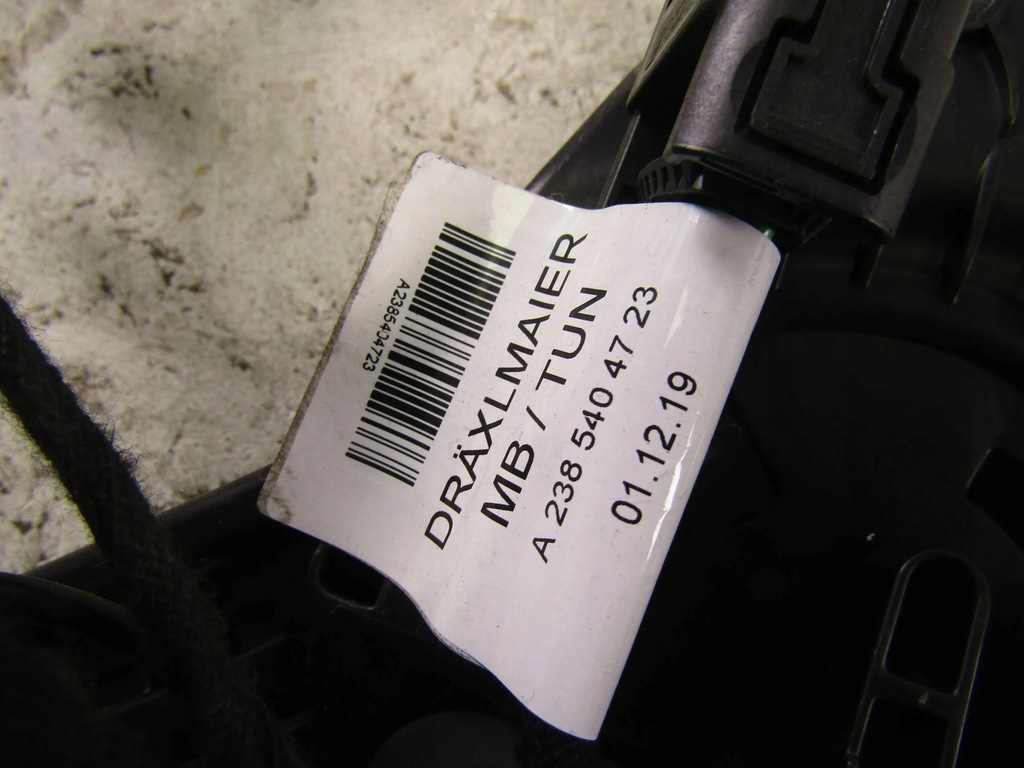 A2385404723
DRÄXLMAIER
MB / TUN
A 238 540 47 23
01.12.19